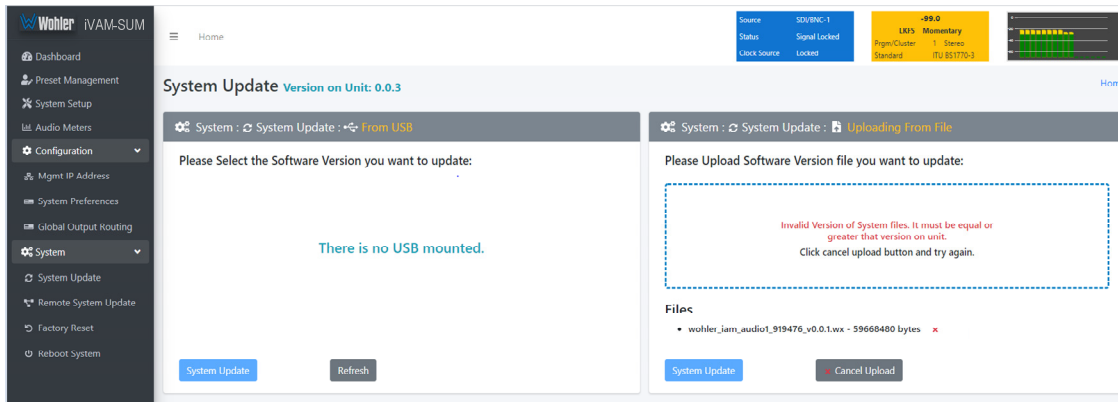 Wohler iVAM-SUM
Dashboard
Preset Management
System Setup
Audio Meters
Configuration
Mgmt IP Address
System Preferences
Global Output Routing
System
System Update
Remote System Update
Factory Reset
Reboot System
Home
Source SDI/BNC-1
Status Signal Locked
Clock Source Locked
-99.0
LKFS Momentary
Prgm/Cluster 1 Stereo
Standard ITU BS1770-3
System Update Version on Unit: 0.0.3
Hom
System : System Update : From USB
Please Select the Software Version you want to update:
There is no USB mounted.
System Update Refresh
System : System Update : Uploading From File
Please Upload Software Version file you want to update:
Invalid Version of System files. It must be equal or
greater that version on unit.
Click cancel upload button and try again.
Files
• wohler_iam_audio1_919476_v0.0.1.wx - 59668480 bytes ×
System Update × Cancel Upload